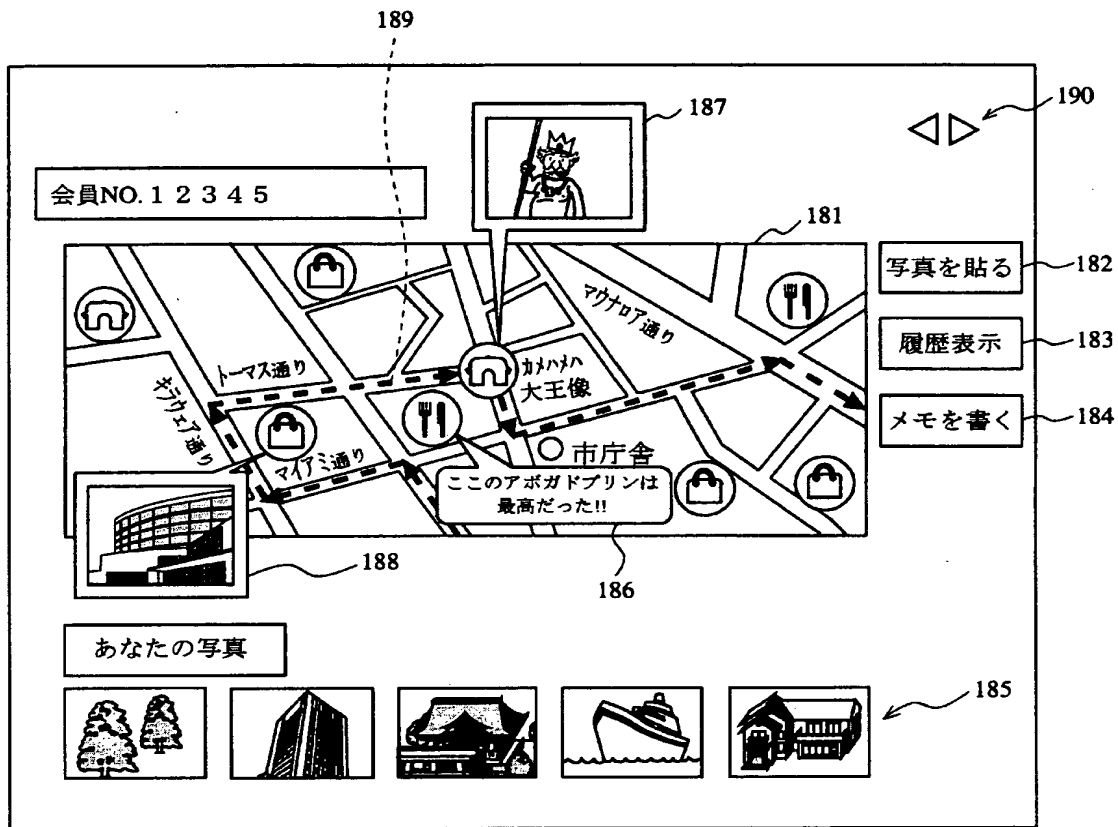 189
187
190
会員NO. 1 2 3 4 5
181
写真を貼る
182
マウナロア通り
履歴表示
183
トーマス通り
カメハメハ
大王像
キラウェア通り
メモを書く
184
マイアミ通り
市庁舎
ここのアボガドプリンは
最高だった!!
188
186
あなたの写真
185